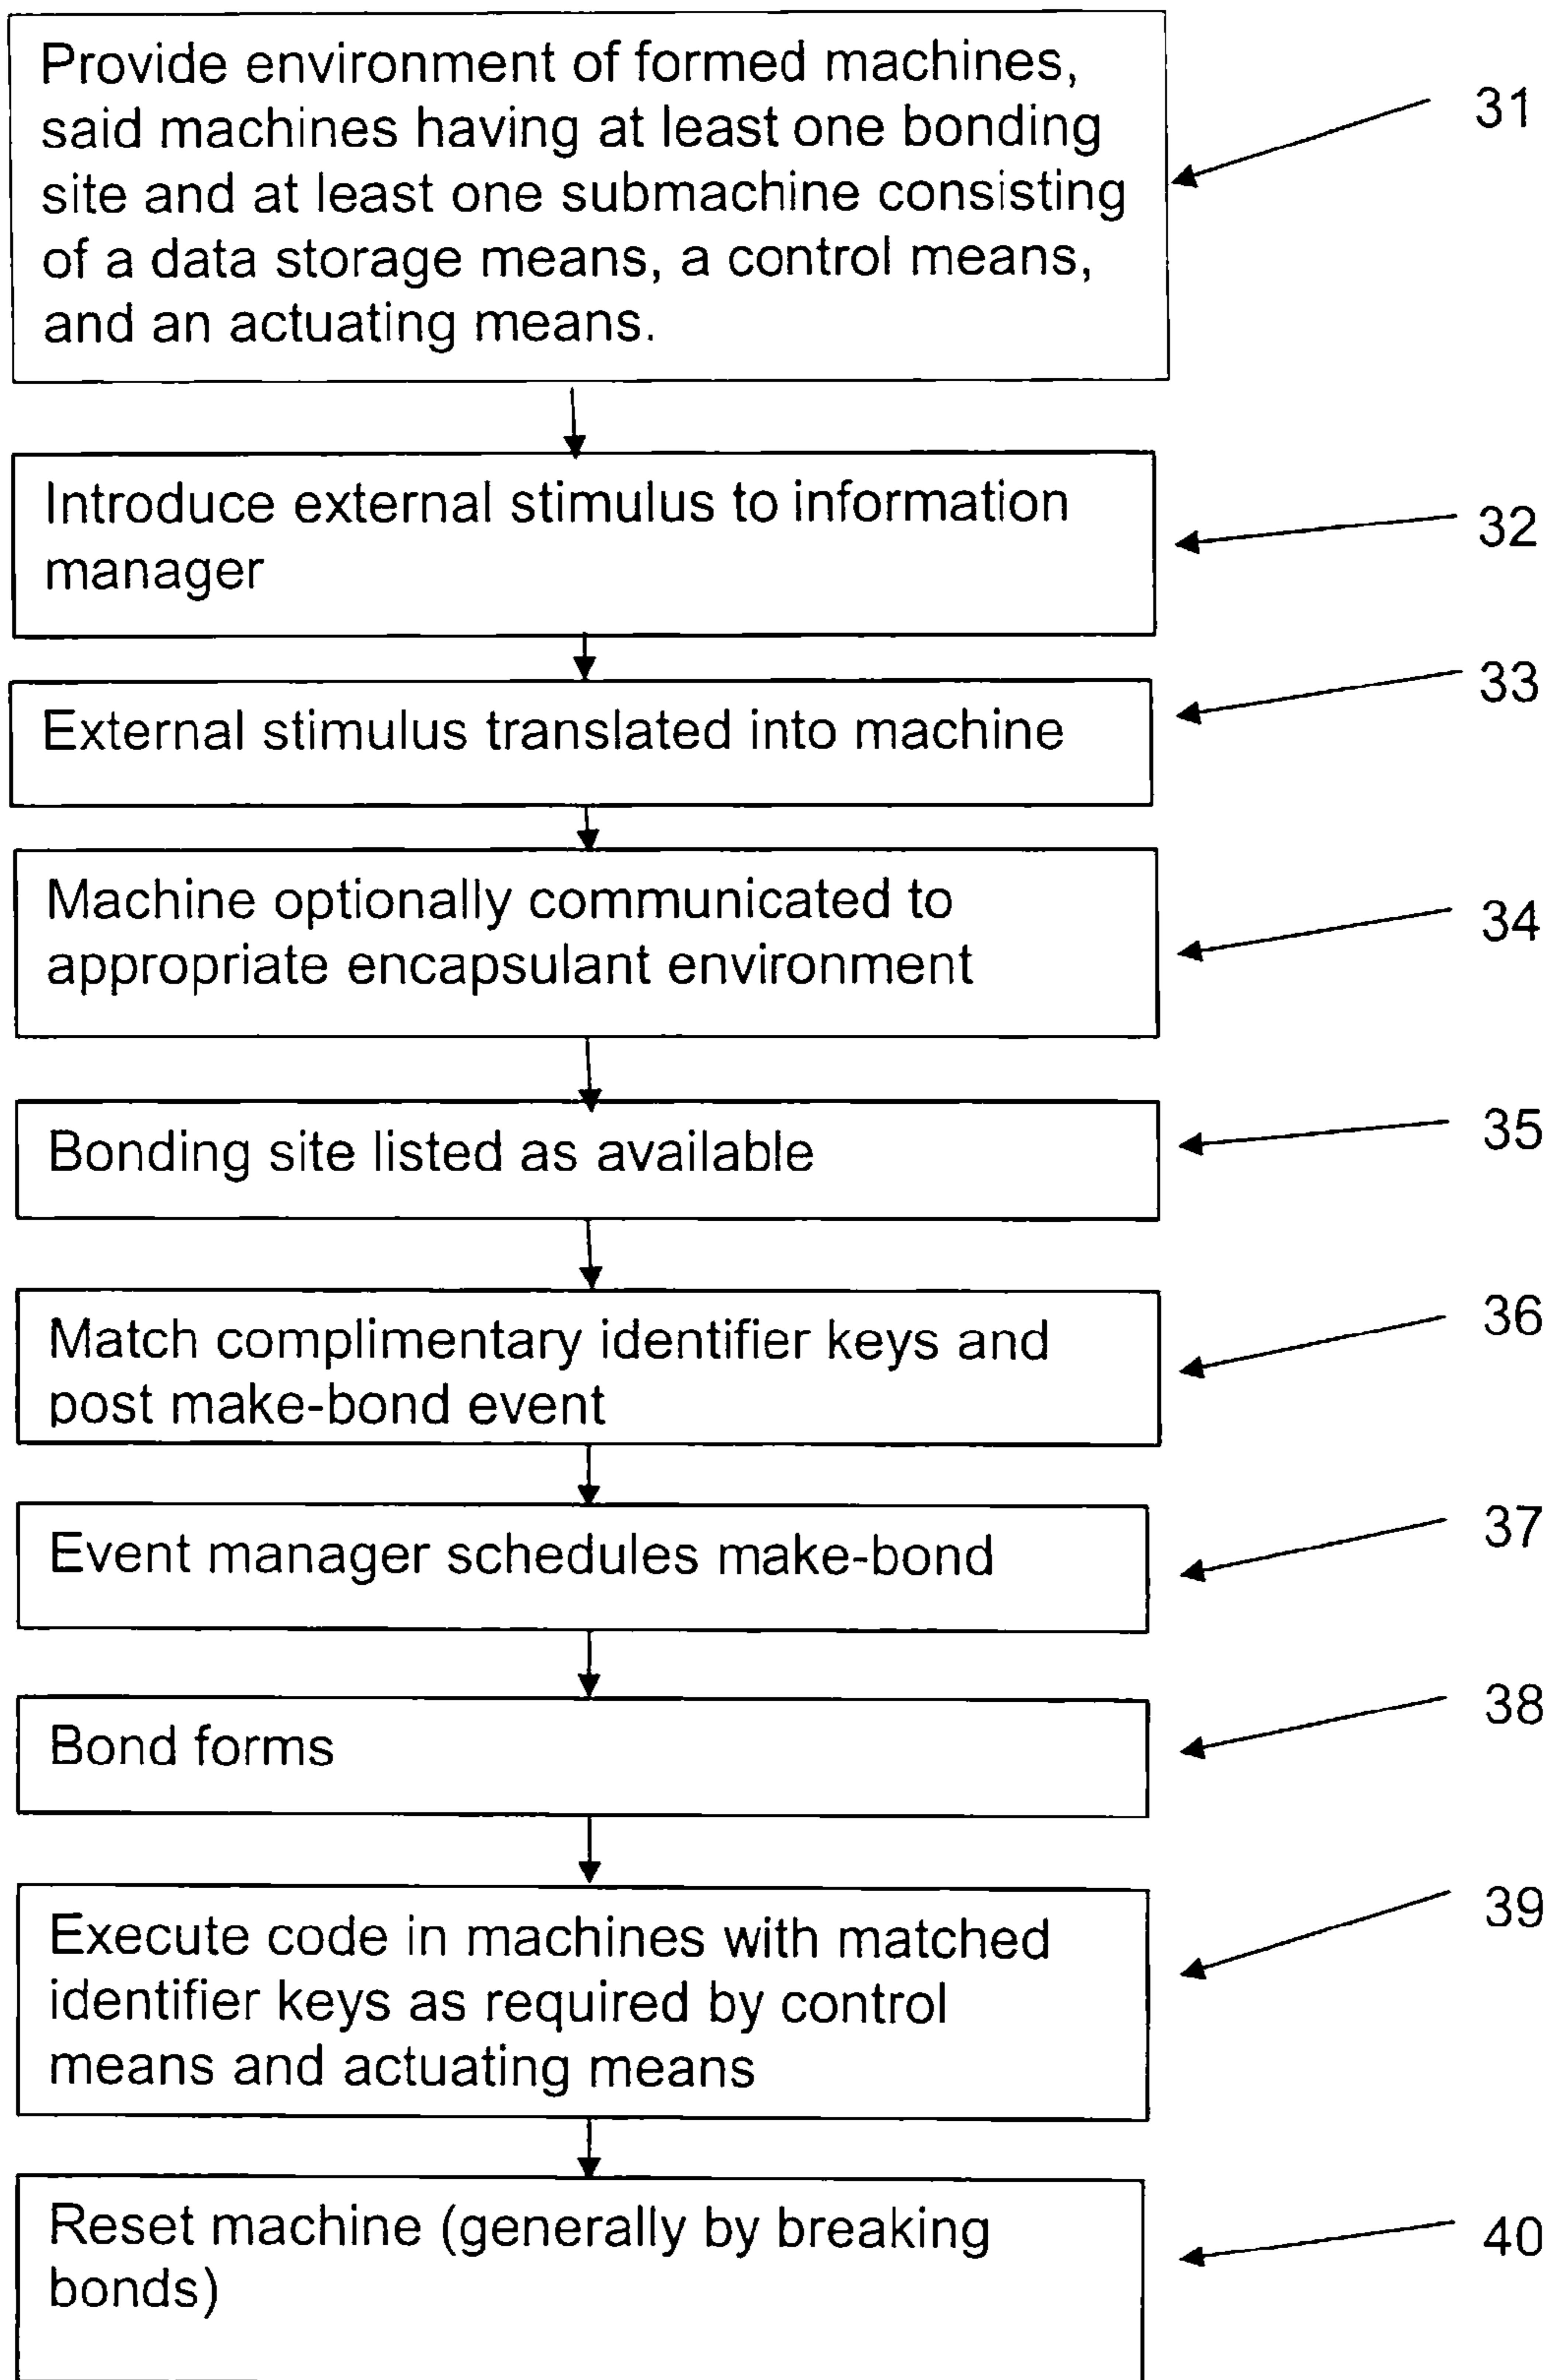 Provide environment of formed machines,
said machines having at least one bonding
site and at least one submachine consisting
of a data storage means, a control means,
and an actuating means.
31
Introduce external stimulus to information
manager
32
External stimulus translated into machine
33
Machine optionally communicated to
appropriate encapsulant environment
34
Bonding site listed as available
35
Match complimentary identifier keys and
post make-bond event
36
Event manager schedules make-bond
37
Bond forms
38
Execute code in machines with matched
identifier keys as required by control
means and actuating means
39
Reset machine (generally by breaking
bonds)
40